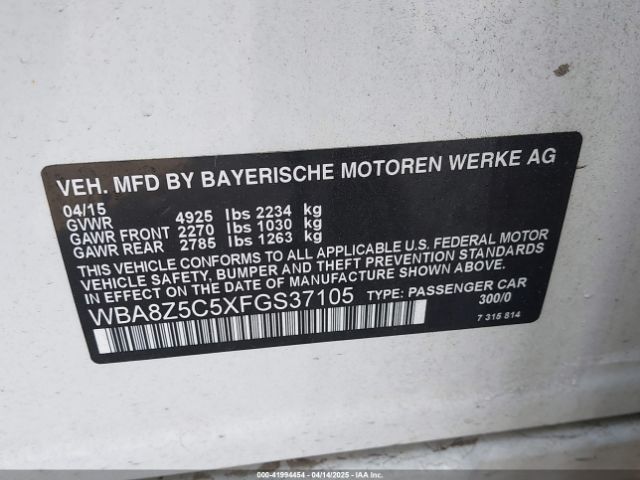 VEH. MFD BY BAYERISCHE MOTOREN WERKE AG
04/15
GVWR 4925 lbs 2234 kg
GAWR FRONT 2270 lbs 1030 kg
GAWR REAR 2785 lbs 1263 kg
THIS VEHICLE CONFORMS TO ALL APPLICABLE U.S. FEDERAL MOTOR
VEHICLE SAFETY, BUMPER AND THEFT PREVENTION STANDARDS
IN EFFECT ON THE DATE OF MANUFACTURE SHOWN ABOVE.
WBA8Z5C5XFGS37105 TYPE: PASSENGER CAR
300/0
7 315 814
000-41994454 - 04/14/2025 - IAAI.COM